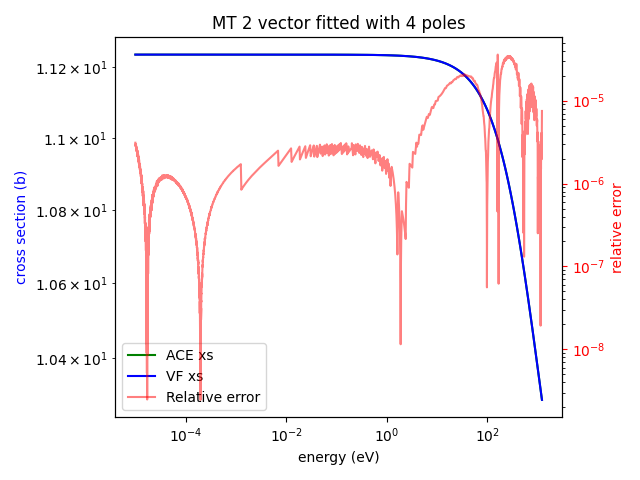 MT 2 vector fitted with 4 poles
1.12 × 10¹
1.1 × 10¹
1.08 × 10¹
1.06 × 10¹
1.04 × 10¹
cross section (b)
10⁻⁵
10⁻⁶
10⁻⁷
10⁻⁸
relative error
ACE xs
VF xs
Relative error
10⁻⁴ 10⁻² 10⁰ 10²
energy (eV)